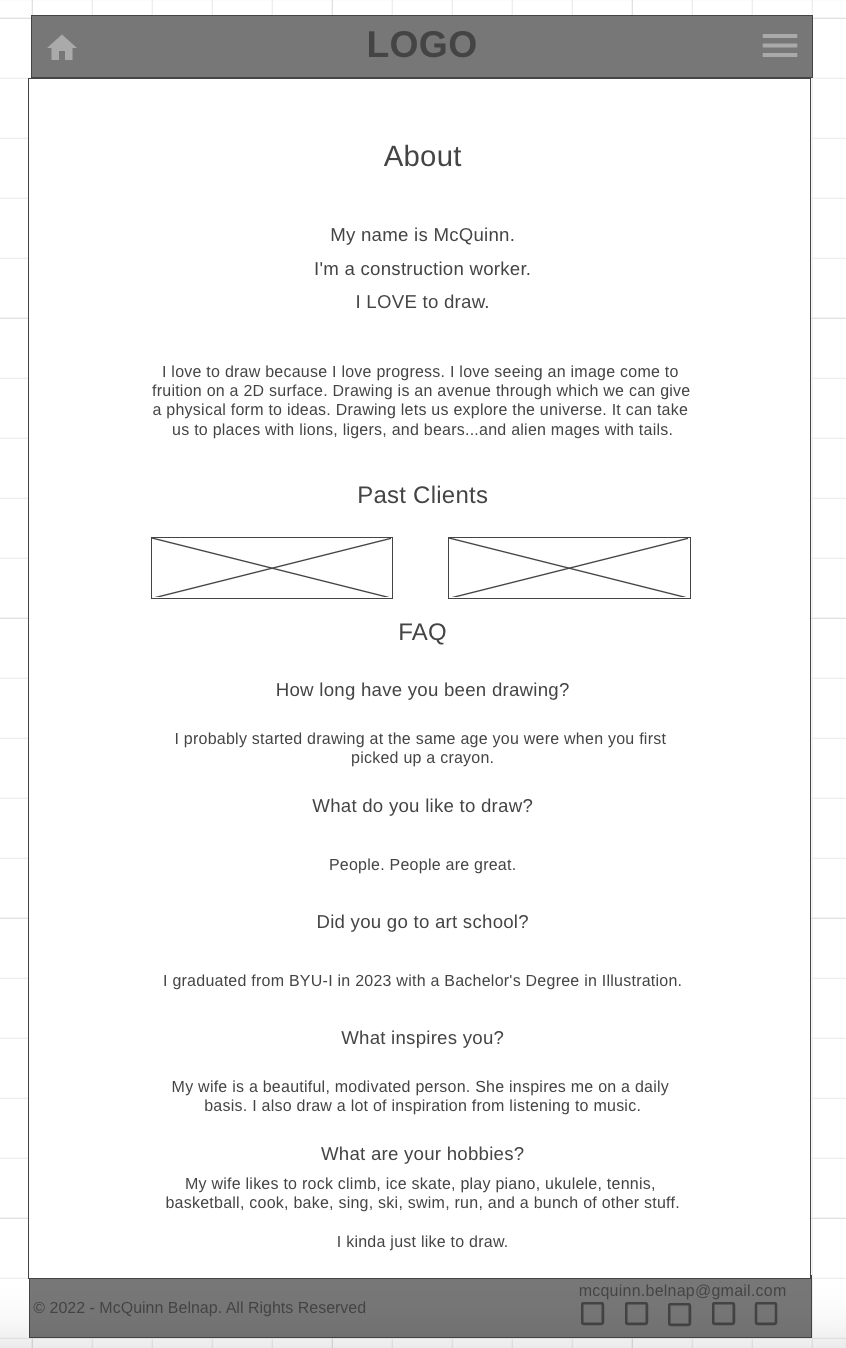 LOGO
About
My name is McQuinn.
I'm a construction worker.
I LOVE to draw.
I love to draw because I love progress. I love seeing an image come to
fruition on a 2D surface. Drawing is an avenue through which we can give
a physical form to ideas. Drawing lets us explore the universe. It can take
us to places with lions, ligers, and bears...and alien mages with tails.
Past Clients
FAQ
How long have you been drawing?
I probably started drawing at the same age you were when you first
picked up a crayon.
What do you like to draw?
People. People are great.
Did you go to art school?
I graduated from BYU-I in 2023 with a Bachelor's Degree in Illustration.
What inspires you?
My wife is a beautiful, modivated person. She inspires me on a daily
basis. I also draw a lot of inspiration from listening to music.
What are your hobbies?
My wife likes to rock climb, ice skate, play piano, ukulele, tennis,
basketball, cook, bake, sing, ski, swim, run, and a bunch of other stuff.
I kinda just like to draw.
mcquinn.belnap@gmail.com
© 2022 - McQuinn Belnap. All Rights Reserved